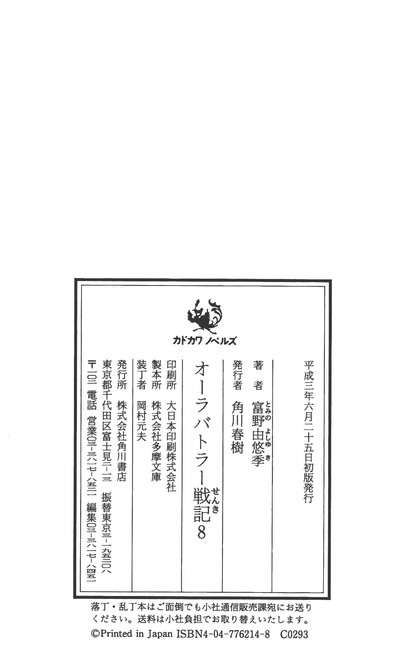 カドカワ ノベルズ
平成三年六月二十五日初版発行
著 者 富野由悠季
とみの よしゆ き
発行者 角川春樹
オーラバトラー戦記8
せんき
印刷所 大日本印刷株式会社
製本所 株式会社多摩文庫
装丁者 岡村元夫
発行所 株式会社角川書店
東京都千代田区富士見二-一三 振替東京三-一九五二〇八
〒一〇二 電話 営業〇三-三八一七-八五二一 編集〇三-三八一七-八四五一
落丁・乱丁本はご面倒でも小社通信販売課宛にお送り
ください。送料は小社負担でお取り替えいたします。
©Printed in Japan ISBN4-04-776214-8 C0293